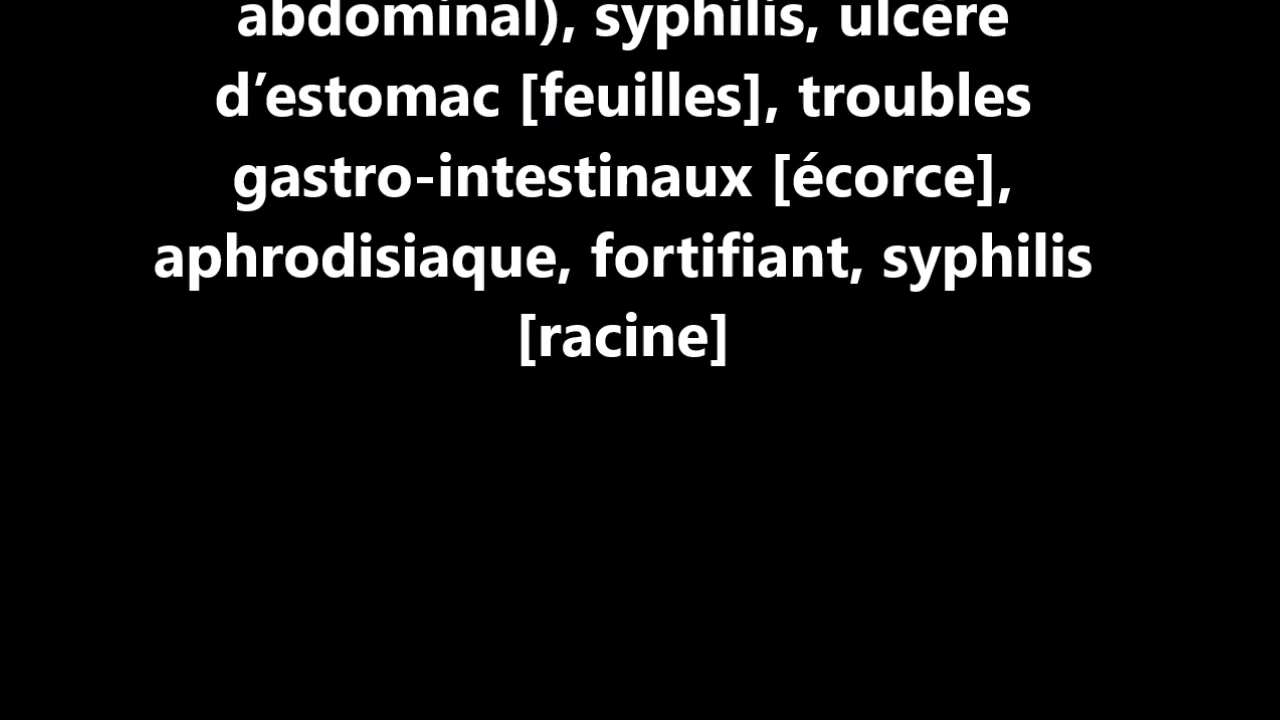 abdominal), syphilis, ulcère
d’estomac [feuilles], troubles
gastro-intestinaux [écorce],
aphrodisiaque, fortifiant, syphilis
[racine]